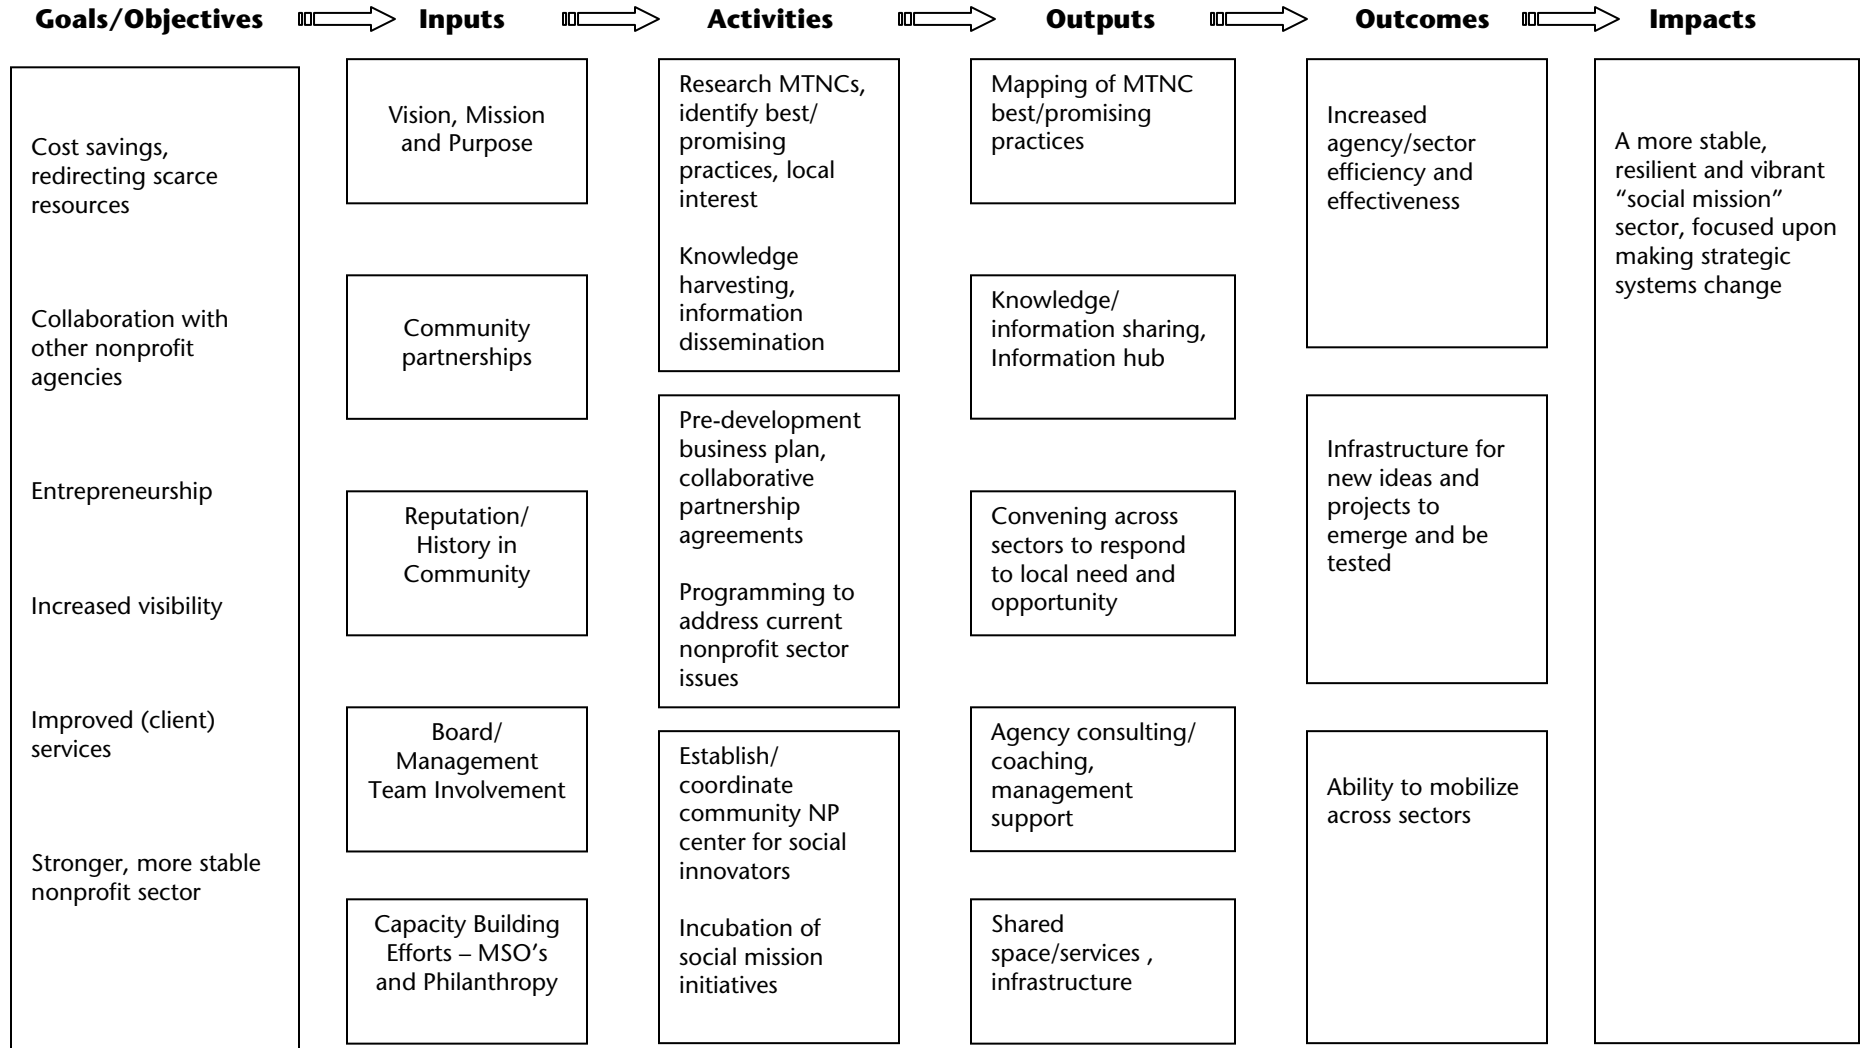 Goals/Objectives
Inputs
Activities
Outputs
Outcomes
Impacts
Cost savings,
redirecting scarce
resources
Collaboration with
other nonprofit
agencies
Entrepreneurship
Increased visibility
Improved (client)
services
Stronger, more stable
nonprofit sector
Vision, Mission
and Purpose
Community
partnerships
Reputation/
History in
Community
Board/
Management
Team Involvement
Capacity Building
Efforts – MSO’s
and Philanthropy
Research MTNCs,
identify best/
promising
practices, local
interest
Knowledge
harvesting,
information
dissemination
Pre-development
business plan,
collaborative
partnership
agreements
Programming to
address current
nonprofit sector
issues
Establish/
coordinate
community NP
center for social
innovators
Incubation of
social mission
initiatives
Mapping of MTNC
best/promising
practices
Knowledge/
information sharing,
Information hub
Convening across
sectors to respond
to local need and
opportunity
Agency consulting/
coaching,
management
support
Shared
space/services ,
infrastructure
Increased
agency/sector
efficiency and
effectiveness
Infrastructure for
new ideas and
projects to
emerge and be
tested
Ability to mobilize
across sectors
A more stable,
resilient and vibrant
“social mission”
sector, focused upon
making strategic
systems change